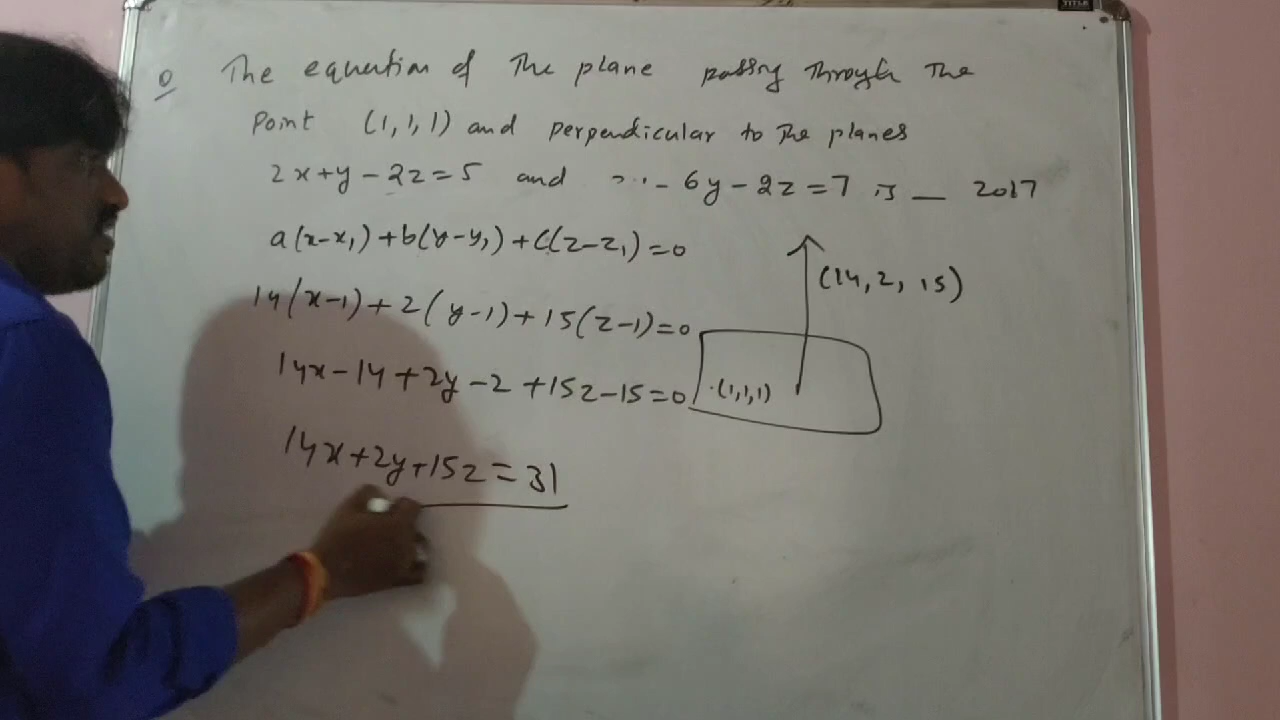 Q The equation of The plane passing Through The
Point (1,1,1) and perpendicular to The planes
2x+y-2z=5 and - 6y-2z=7 is __ 2017
a(x-x₁)+b(y-y₁)+c(z-z₁)=0
(14, 2, 15)
14(x-1)+2(y-1)+15(z-1)=0
14x-14+2y-2+15z-15=0
.(1,1,1)
14x+2y+15z=31